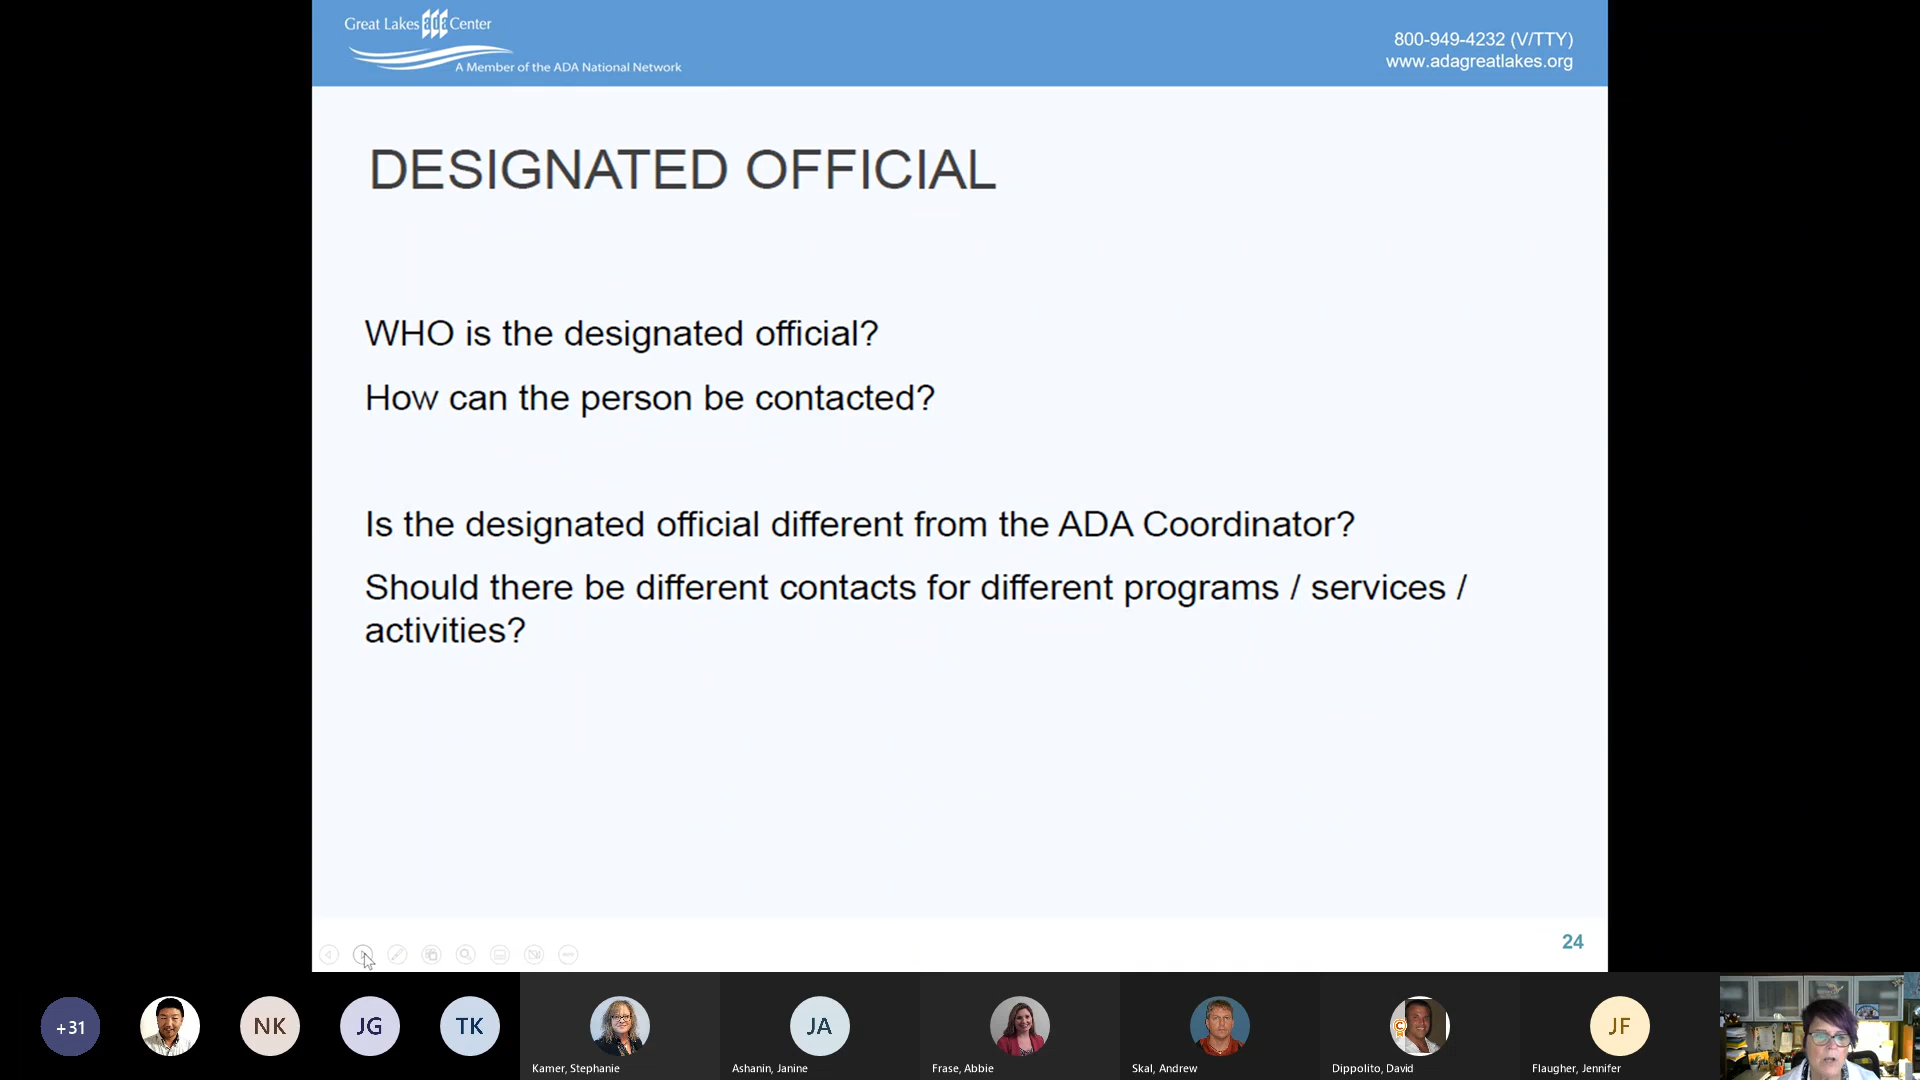 Great Lakes ada Center
A Member of the ADA National Network
800-949-4232 (V/TTY)
www.adagreatlakes.org
DESIGNATED OFFICIAL
WHO is the designated official?
How can the person be contacted?
Is the designated official different from the ADA Coordinator?
Should there be different contacts for different programs / services /
activities?
24
+31
NK
JG
TK
Kamer, Stephanie
JA
Ashanin, Janine
Frase, Abbie
Skal, Andrew
Dippolito, David
JF
Flaugher, Jennifer